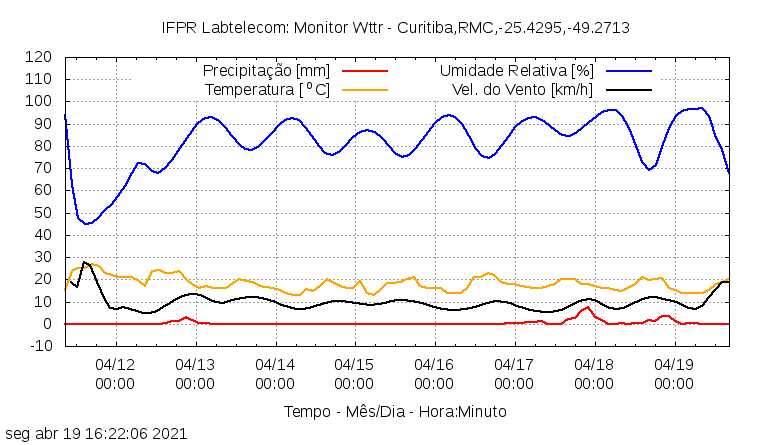 IFPR Labtelecom: Monitor Wttr - Curitiba,RMC,-25.4295,-49.2713
120
110
100
90
80
70
60
50
40
30
20
10
0
-10
Precipitação [mm]
Temperatura [ ⁰C]
Umidade Relativa [%]
Vel. do Vento [km/h]
04/12 04/13 04/14 04/15 04/16 04/17 04/18 04/19
00:00 00:00 00:00 00:00 00:00 00:00 00:00 00:00
Tempo - Mês/Dia - Hora:Minuto
seg abr 19 16:22:06 2021